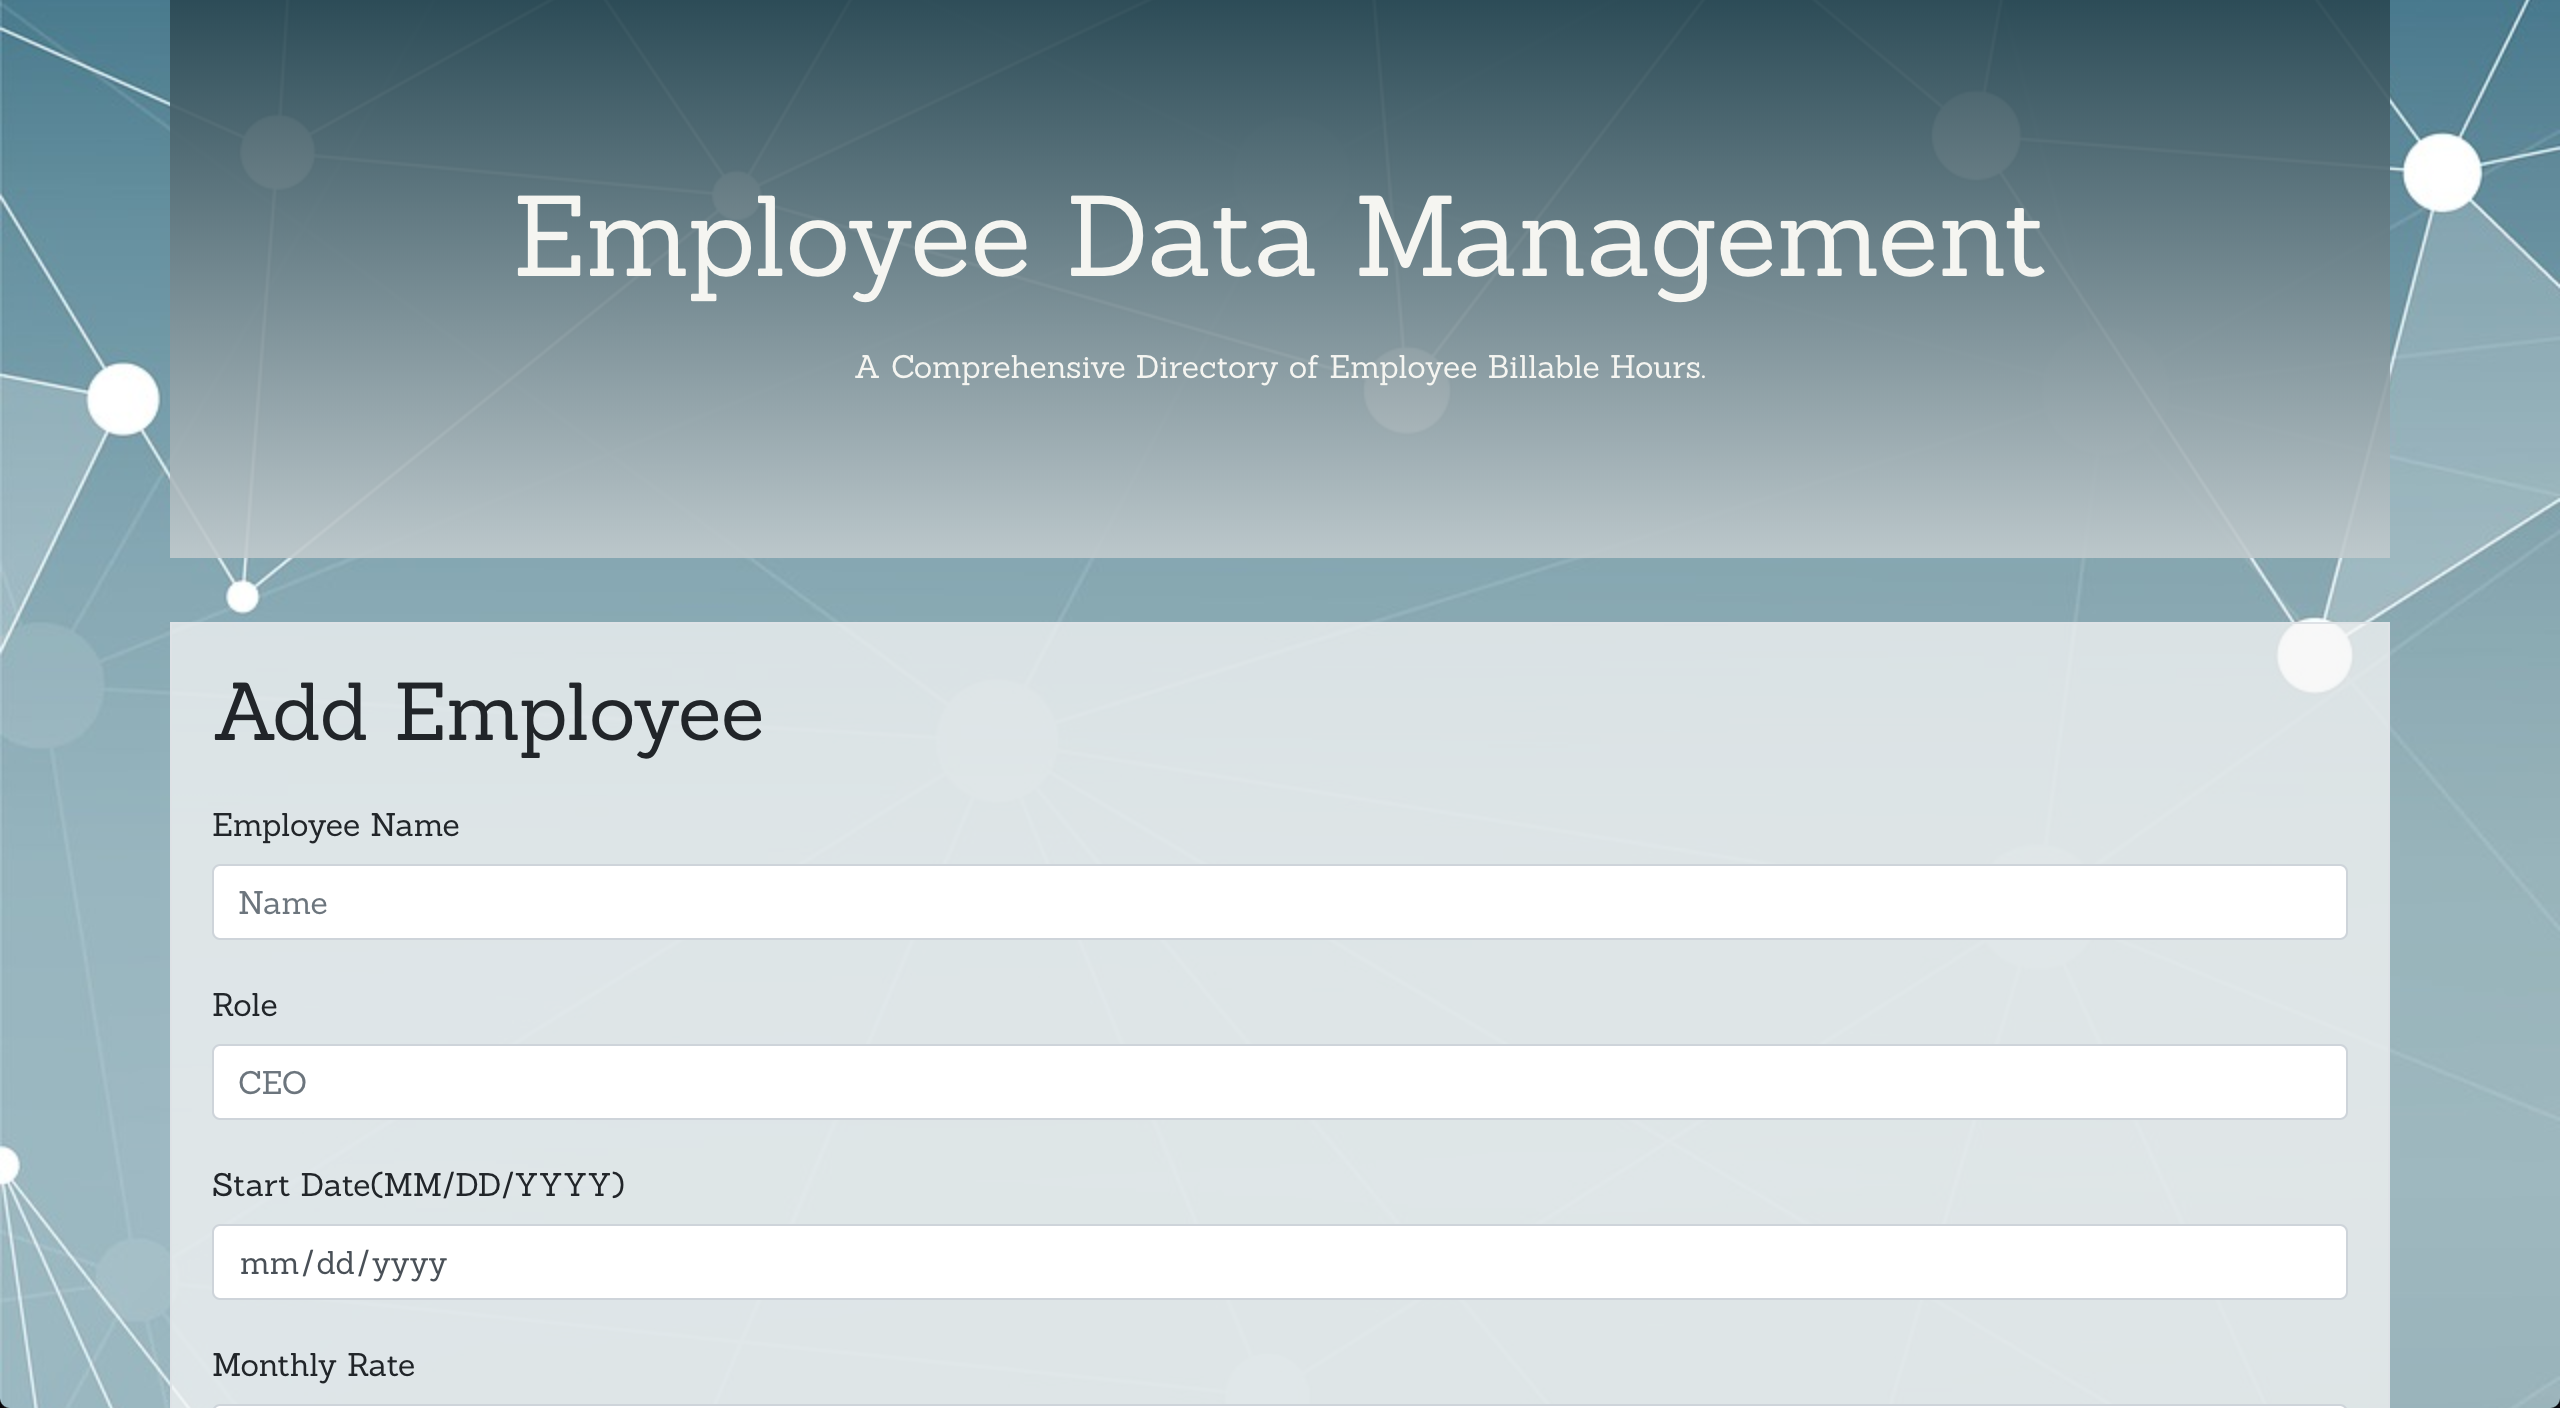 Employee Data Management
A Comprehensive Directory of Employee Billable Hours.
Add Employee
Employee Name
Name
Role
CEO
Start Date(MM/DD/YYYY)
mm/dd/yyyy
Monthly Rate